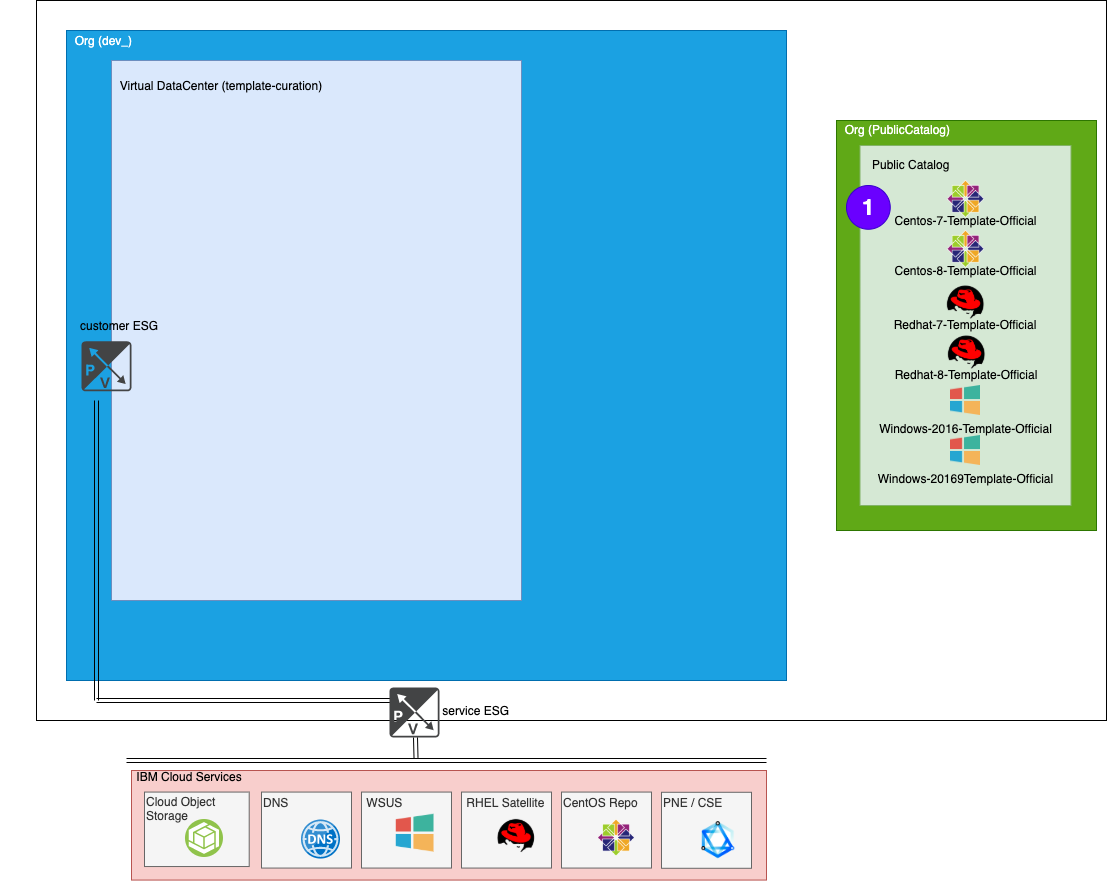 Org (dev_)
Virtual DataCenter (template-curation)
customer ESG
P
V
Org (PublicCatalog)
Public Catalog
1
Centos-7-Template-Official
Centos-8-Template-Official
Redhat-7-Template-Official
Redhat-8-Template-Official
Windows-2016-Template-Official
Windows-20169Template-Official
P
V
service ESG
IBM Cloud Services
Cloud Object
Storage
DNS
DNS
WSUS
RHEL Satellite
CentOS Repo
PNE / CSE